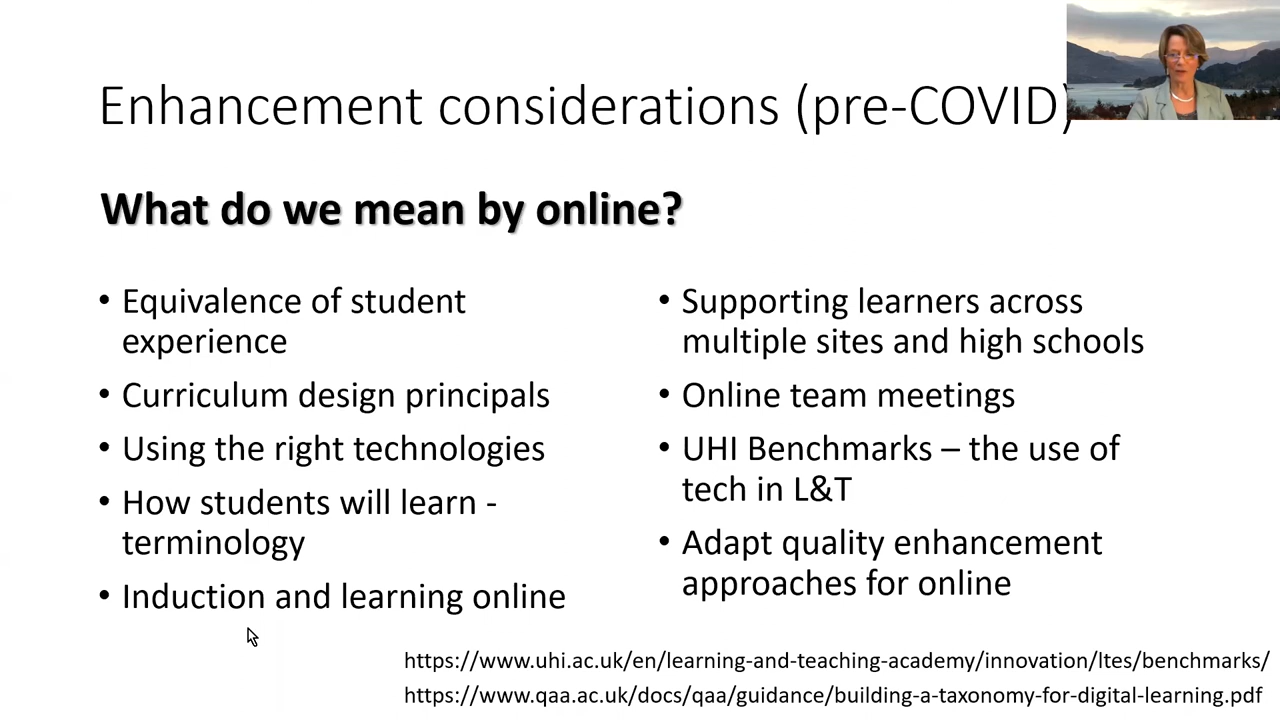 Enhancement considerations (pre-COVID)
What do we mean by online?
• Equivalence of student
experience
• Curriculum design principals
• Using the right technologies
• How students will learn -
terminology
• Induction and learning online
• Supporting learners across
multiple sites and high schools
• Online team meetings
• UHI Benchmarks – the use of
tech in L&T
• Adapt quality enhancement
approaches for online
https://www.uhi.ac.uk/en/learning-and-teaching-academy/innovation/ltes/benchmarks/
https://www.qaa.ac.uk/docs/qaa/guidance/building-a-taxonomy-for-digital-learning.pdf